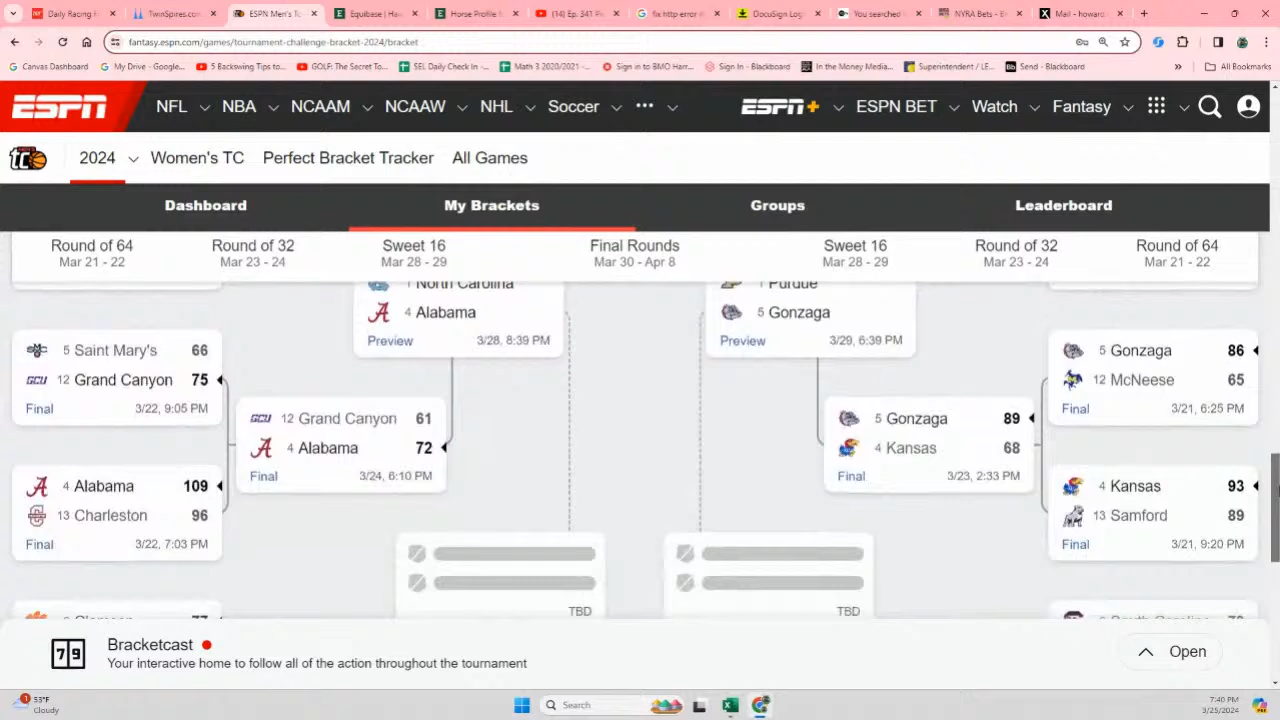 Daily Racing F
TwinSpires.com
ESPN Men's To
Equibase | Hac
Horse Profile f
(14) Ep. 341 P
fix http error 4
DocuSign Logi
You searched f
NYRA Bets - E
Mail - howard.
fantasy.espn.com/games/tournament-challenge-bracket-2024/bracket
Canvas Dashboard
My Drive - Google...
5 Backswing Tips to...
GOLF: The Secret To...
SEL Daily Check In -...
Math 3 2020/2021 -...
Sign in to BMO Harr...
Sign In - Blackboard
In the Money Media...
Superintendent / LE...
Bb Send - Blackboard
»
All Bookmarks
ESPN
NFL
NBA
NCAAM
NCAAW
NHL
Soccer
•••
ESPN+
ESPN BET
Watch
Fantasy
TC
2024
Women's TC
Perfect Bracket Tracker
All Games
Dashboard
My Brackets
Groups
Leaderboard
Round of 64
Mar 21 - 22
Round of 32
Mar 23 - 24
Sweet 16
Mar 28 - 29
Final Rounds
Mar 30 - Apr 8
Sweet 16
Mar 28 - 29
Round of 32
Mar 23 - 24
Round of 64
Mar 21 - 22
1 North Carolina
4 Alabama
Preview 3/28, 8:39 PM
1 Purdue
5 Gonzaga
Preview 3/29, 6:39 PM
5 Saint Mary's 66
GCU 12 Grand Canyon 75
Final 3/22, 9:05 PM
GCU 12 Grand Canyon 61
4 Alabama 72
Final 3/24, 6:10 PM
4 Alabama 109
13 Charleston 96
Final 3/22, 7:03 PM
5 Gonzaga 89
4 Kansas 68
Final 3/23, 2:33 PM
5 Gonzaga 86
12 McNeese 65
Final 3/21, 6:25 PM
4 Kansas 93
13 Samford 89
Final 3/21, 9:20 PM
TBD
TBD
79
Bracketcast
Your interactive home to follow all of the action throughout the tournament
Open
1
53°F
Cloudy
Search
7:40 PM
3/25/2024